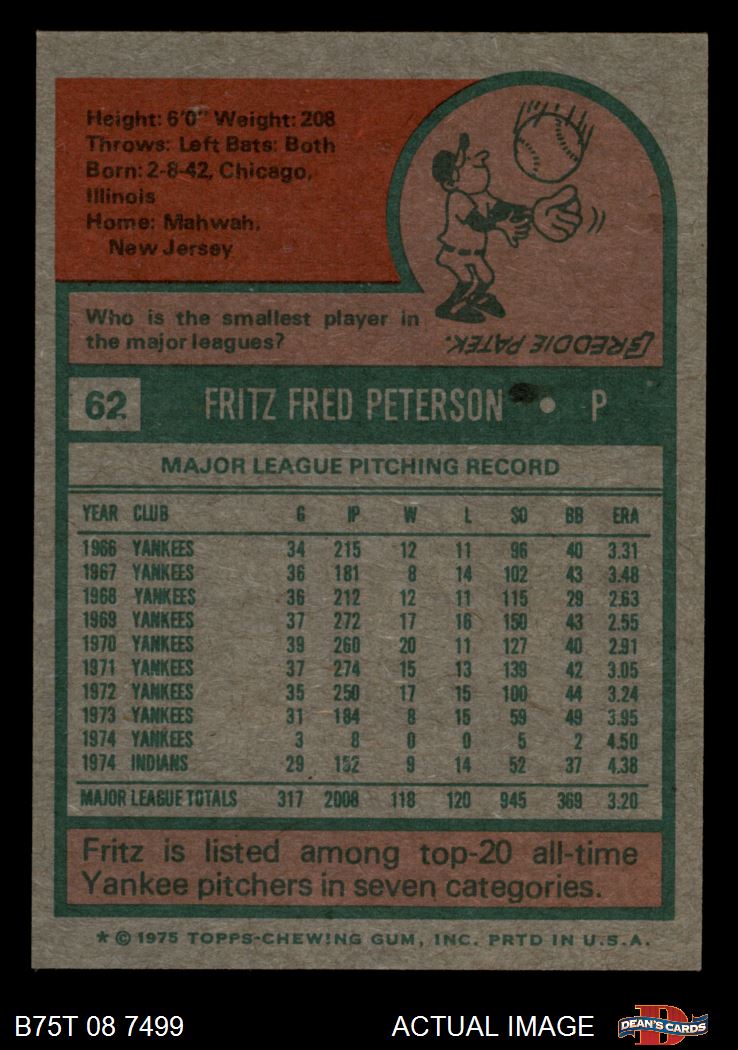 Height: 6'0" Weight: 208
Throws: Left Bats: Both
Born: 2-8-42, Chicago,
Illinois
Home: Mahwah,
New Jersey
Who is the smallest player in
the major leagues?
FREDDIE PATEK.
62 FRITZ FRED PETERSON • P
MAJOR LEAGUE PITCHING RECORD
YEAR CLUB G IP W L SO BB ERA
1966 YANKEES 34 215 12 11 96 40 3.31
1967 YANKEES 36 181 8 14 102 43 3.48
1968 YANKEES 36 212 12 11 115 29 2.63
1969 YANKEES 37 272 17 16 150 43 2.55
1970 YANKEES 39 260 20 11 127 40 2.91
1971 YANKEES 37 274 15 13 139 42 3.05
1972 YANKEES 35 250 17 15 100 44 3.24
1973 YANKEES 31 184 8 15 59 49 3.95
1974 YANKEES 3 8 0 0 5 2 4.50
1974 INDIANS 29 152 9 14 52 37 4.38
MAJOR LEAGUE TOTALS 317 2008 118 120 945 369 3.20
Fritz is listed among top-20 all-time
Yankee pitchers in seven categories.
* © 1975 TOPPS-CHEWING GUM, INC. PRTD IN U.S.A.
B75T 08 7499 ACTUAL IMAGE DEAN'S CARDS